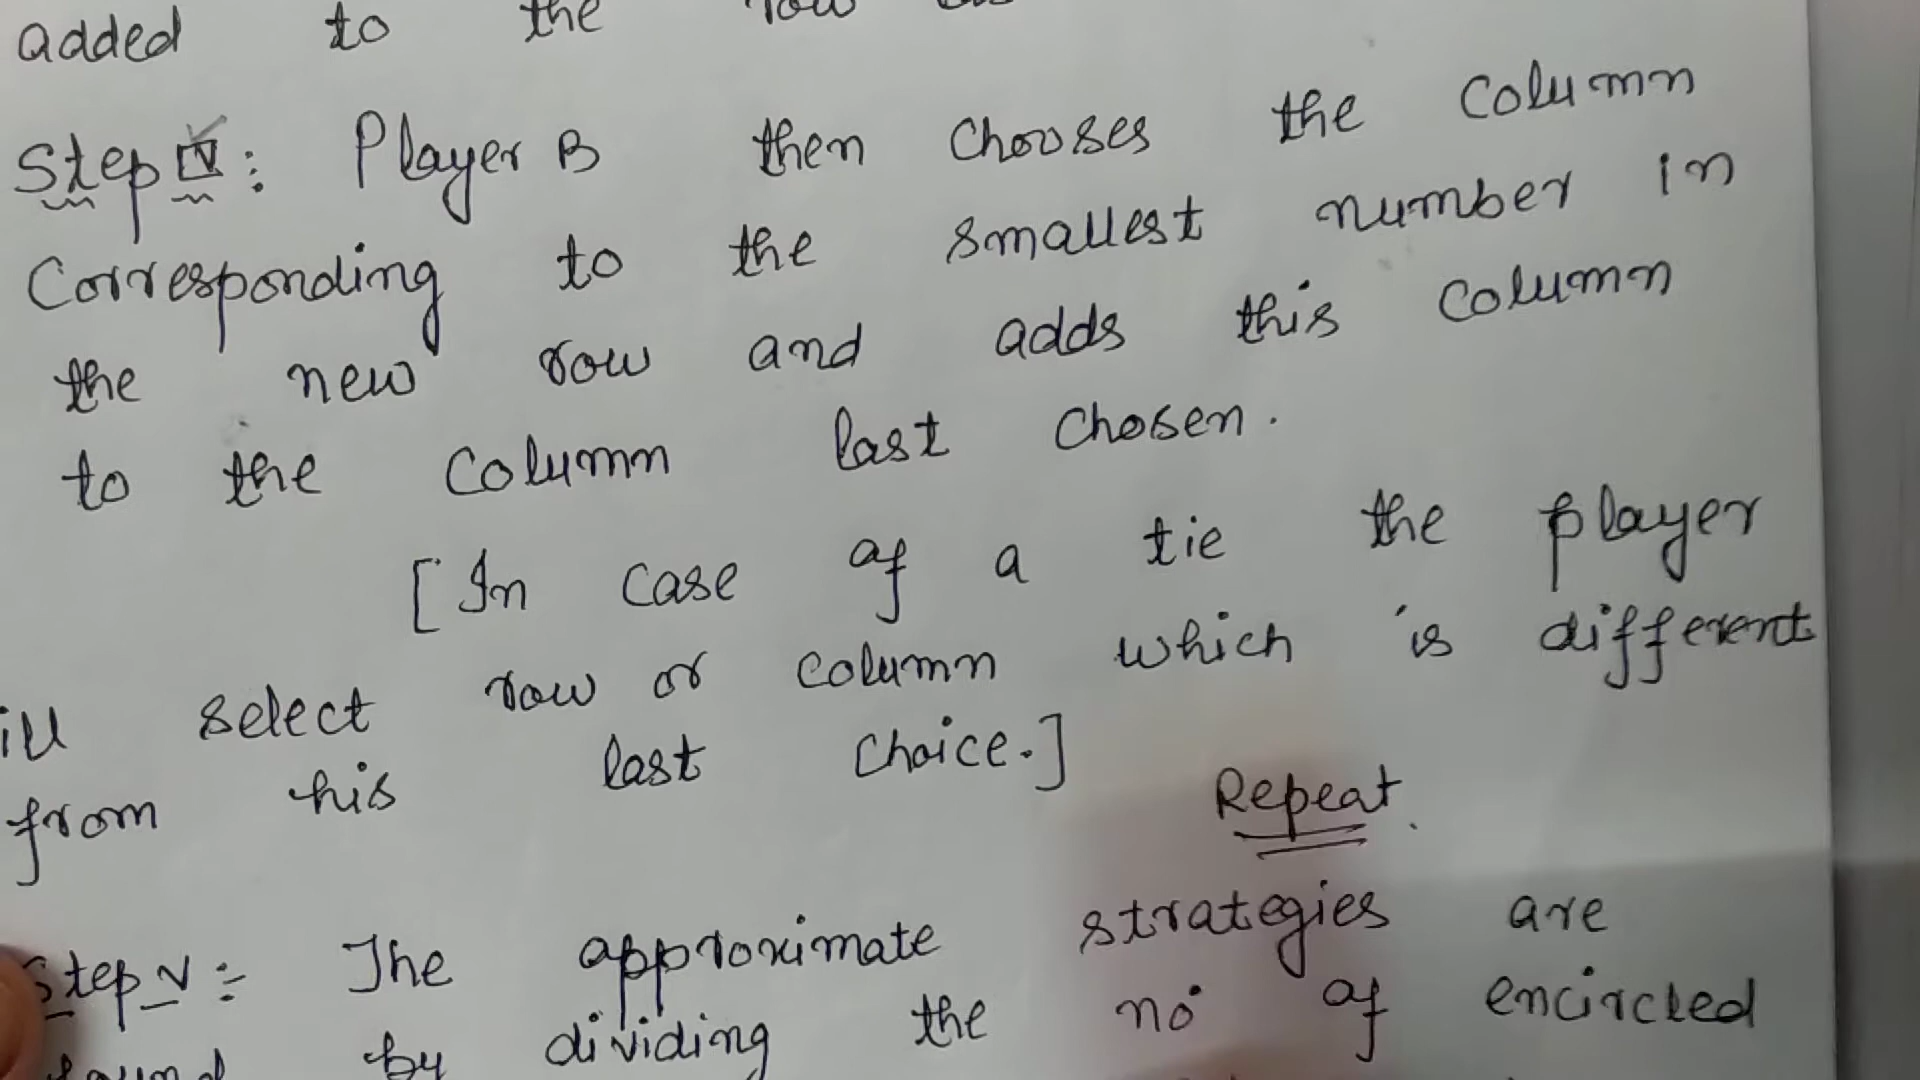 added to the row
Step IV: Player B then chooses the column
Corresponding to the smallest number in
the new row and adds this column
to the column last chosen.
[In case of a tie the player
ill select row or column which is different
from his last choice.]
Repeat.
Step V:- The approximate strategies are
found by dividing the no of encircled